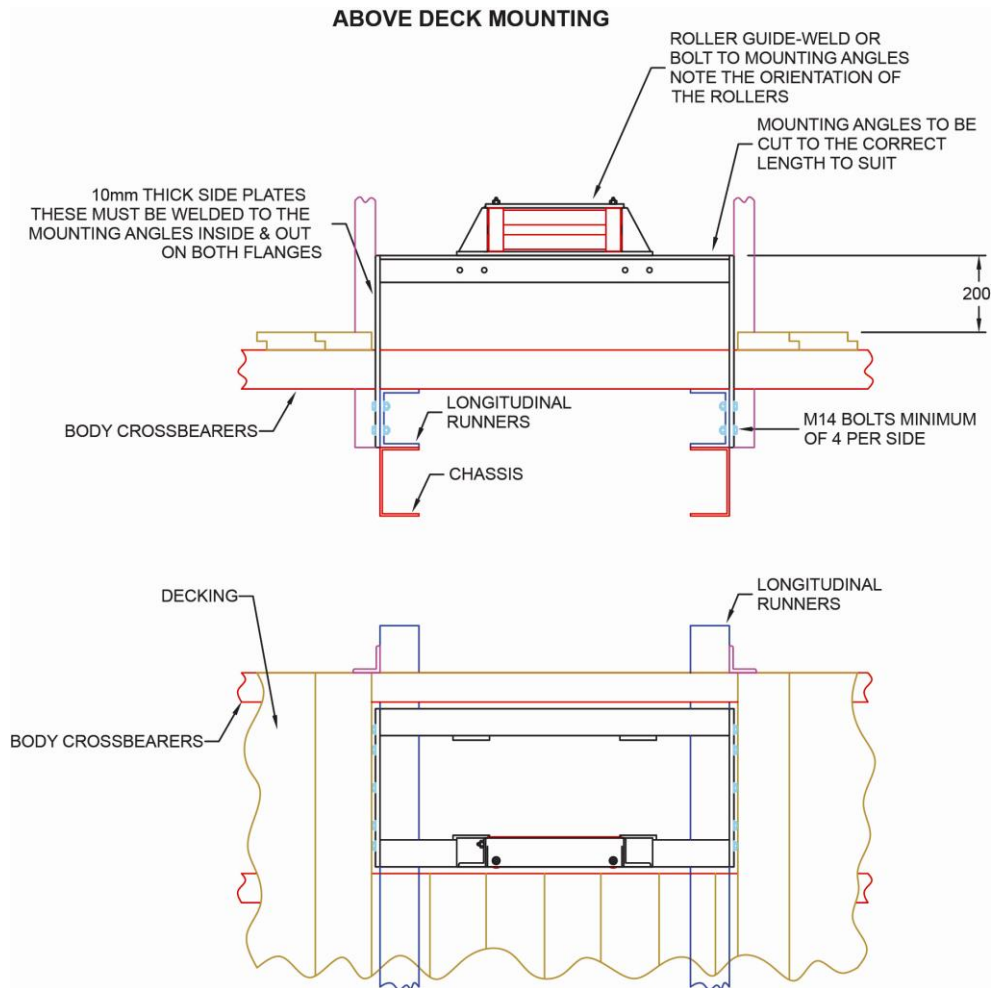 ABOVE DECK MOUNTING
ROLLER GUIDE-WELD OR
BOLT TO MOUNTING ANGLES
NOTE THE ORIENTATION OF
THE ROLLERS
MOUNTING ANGLES TO BE
CUT TO THE CORRECT
LENGTH TO SUIT
10mm THICK SIDE PLATES
THESE MUST BE WELDED TO THE
MOUNTING ANGLES INSIDE & OUT
ON BOTH FLANGES
200
LONGITUDINAL
RUNNERS
BODY CROSSBEARERS
M14 BOLTS MINIMUM
OF 4 PER SIDE
CHASSIS
DECKING
LONGITUDINAL
RUNNERS
BODY CROSSBEARERS